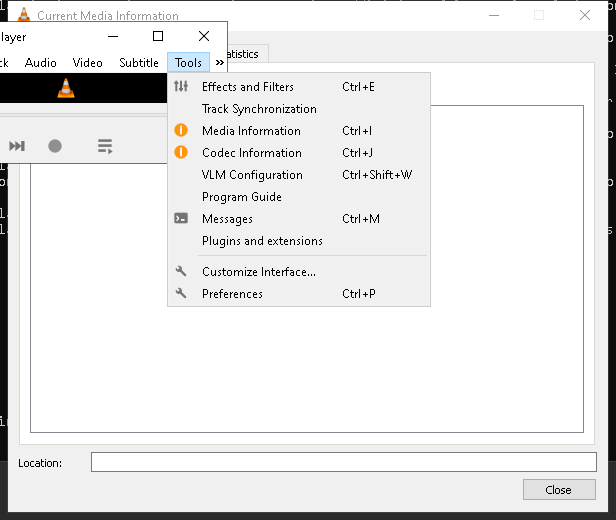 Current Media Information
layer
ck Audio Video Subtitle Tools »
atistics
Effects and Filters Ctrl+E
Track Synchronization
Media Information Ctrl+I
Codec Information Ctrl+J
VLM Configuration Ctrl+Shift+W
Program Guide
Messages Ctrl+M
Plugins and extensions
Customize Interface...
Preferences Ctrl+P
Location:
Close